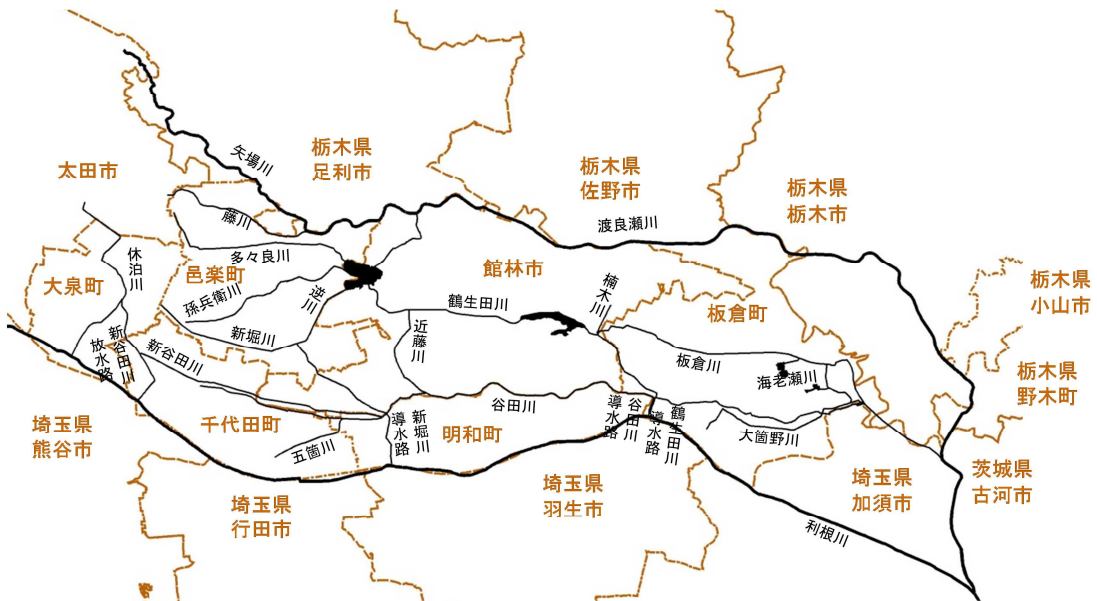 矢場川
栃木県
足利市
太田市
栃木県
佐野市
栃木県
栃木市
藤川
渡良瀬川
休泊川
多々良川
邑楽町
大泉町
孫兵衛川
逆川
館林市
楠木川
鶴生田川
板倉町
栃木県
小山市
新堀川
近藤川
新谷田川
放水路
新谷田川
板倉川
海老瀬川
栃木県
野木町
千代田町
谷田川
新堀川
導水路
明和町
谷田川
導水路
鶴生田川
導水路
大箇野川
埼玉県
熊谷市
五箇川
埼玉県
行田市
埼玉県
羽生市
埼玉県
加須市
茨城県
古河市
利根川